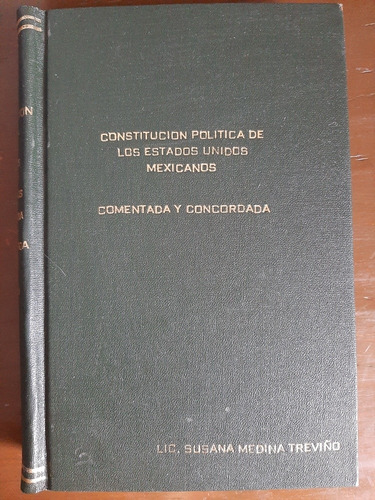 CONSTITUCION POLITICA DE
LOS ESTADOS UNIDOS
MEXICANOS
COMENTADA Y CONCORDADA
LIC. SUSANA MEDINA TREVIÑO